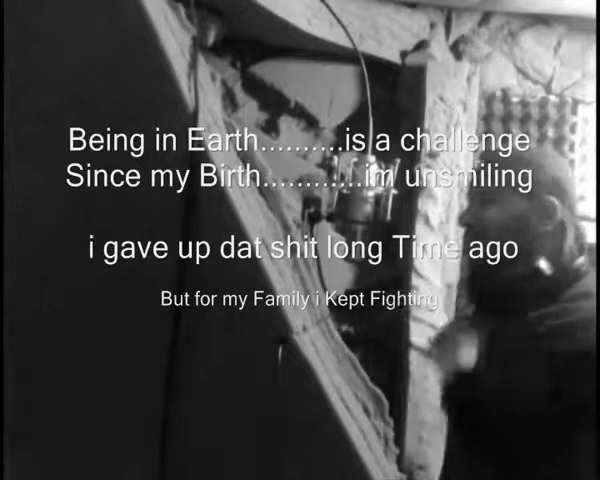 Being in Earth..........is a challenge
Since my Birth............im unsmiling
i gave up dat shit long Time ago
But for my Family i Kept Fighting